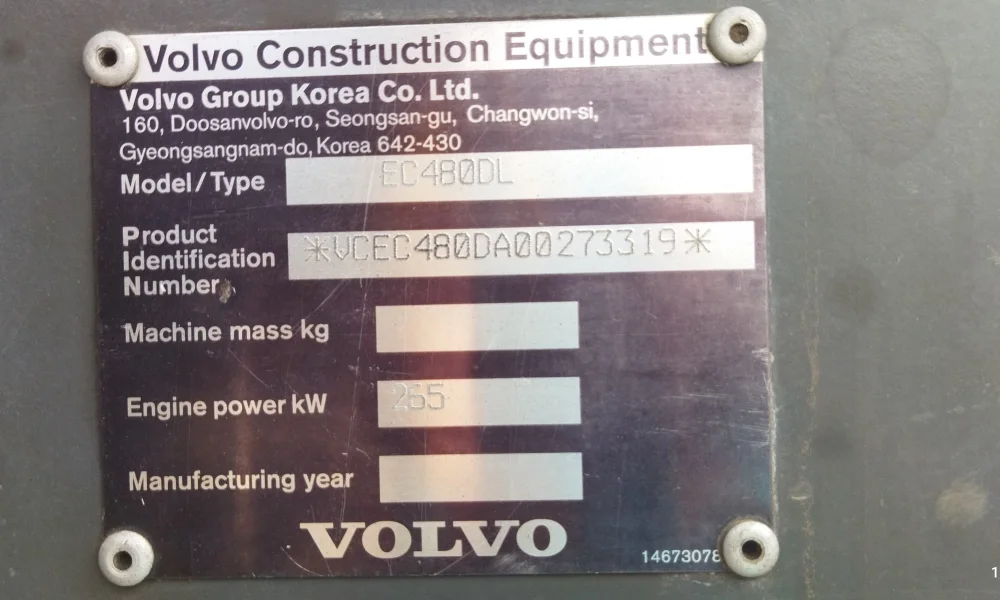 Volvo Construction Equipment
Volvo Group Korea Co. Ltd.
160, Doosanvolvo-ro, Seongsan-gu, Changwon-si,
Gyeongsangnam-do, Korea 642-430
Model/Type EC480DL
Product
Identification
Number
*VCEC480DA00273319*
Machine mass kg
Engine power kW 265
Manufacturing year
VOLVO
14673078
1